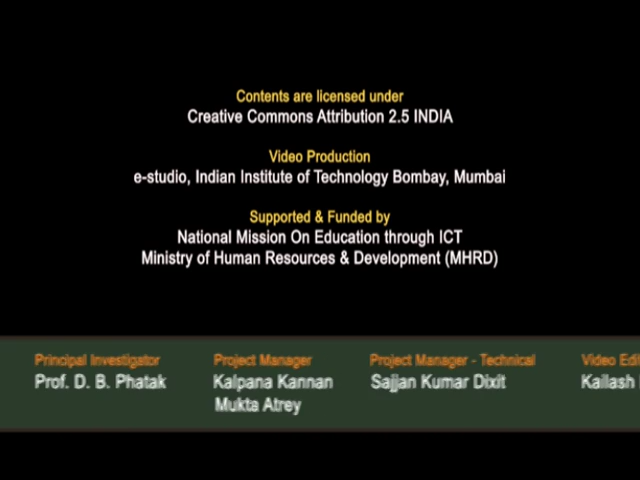 Contents are licensed under
Creative Commons Attribution 2.5 INDIA
Video Production
e-studio, Indian Institute of Technology Bombay, Mumbai
Supported & Funded by
National Mission On Education through ICT
Ministry of Human Resources & Development (MHRD)
Principal Investigator
Prof. D. B. Phatak
Project Manager
Kalpana Kannan
Mukta Atrey
Project Manager - Technical
Sajjan Kumar Dixit
Video
Kailash